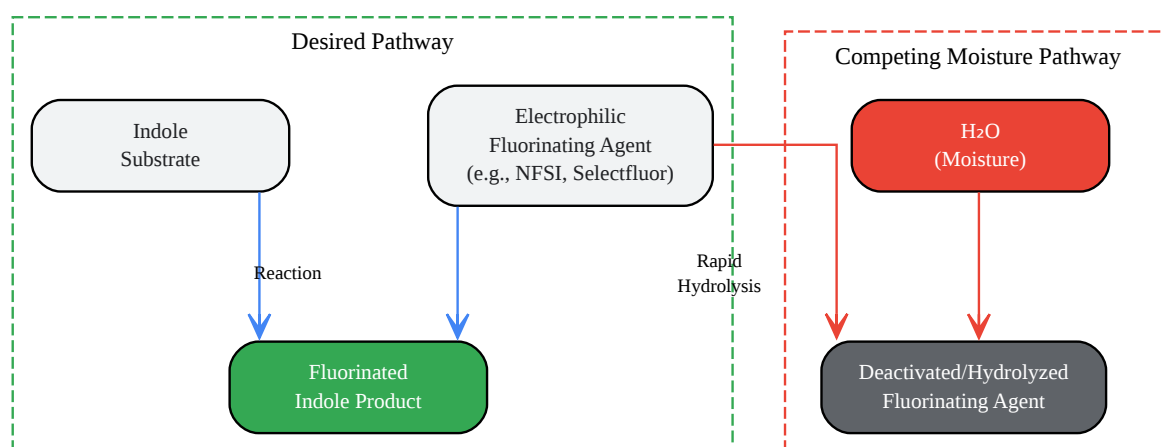 Desired Pathway
Competing Moisture Pathway
Indole
Substrate
Electrophilic
Fluorinating Agent
(e.g., NFSI, Selectfluor)
H₂O
(Moisture)
Reaction
Rapid
Hydrolysis
Fluorinated
Indole Product
Deactivated/Hydrolyzed
Fluorinating Agent